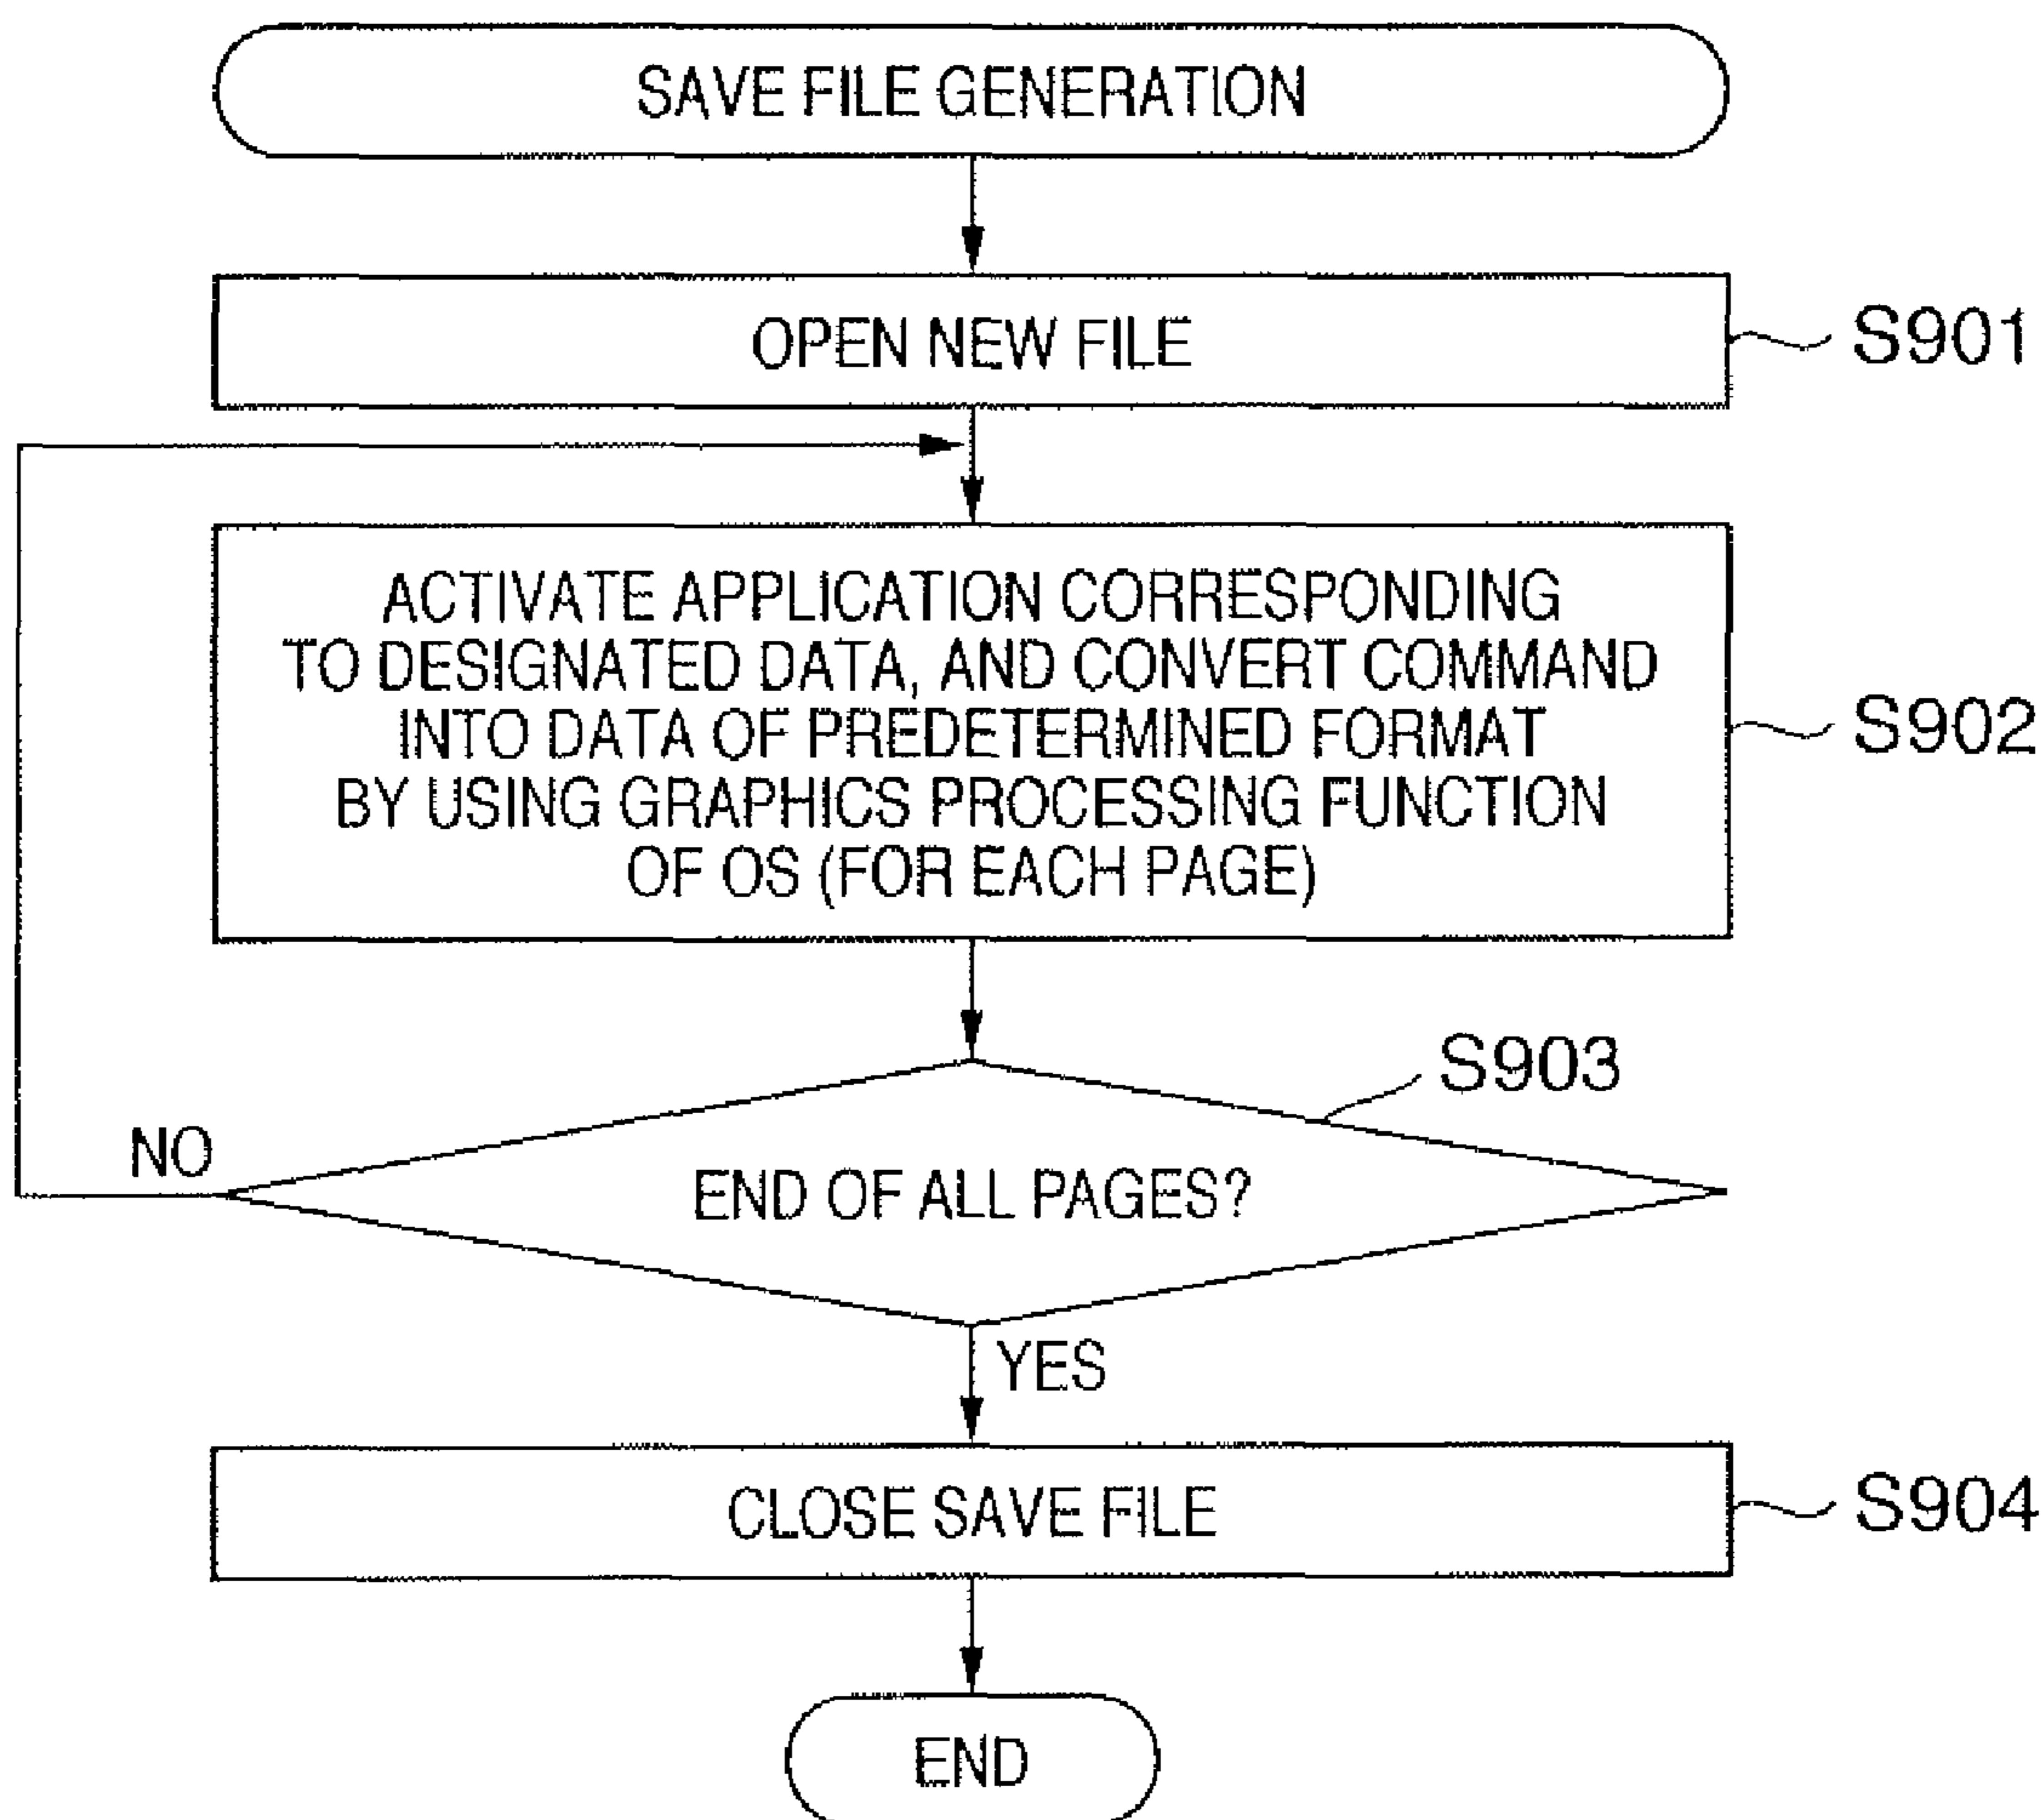 SAVE FILE GENERATION
OPEN NEW FILE
S901
ACTIVATE APPLICATION CORRESPONDING
TO DESIGNATED DATA, AND CONVERT COMMAND
INTO DATA OF PREDETERMINED FORMAT
BY USING GRAPHICS PROCESSING FUNCTION
OF OS (FOR EACH PAGE)
S902
S903
NO
END OF ALL PAGES?
YES
CLOSE SAVE FILE
S904
END